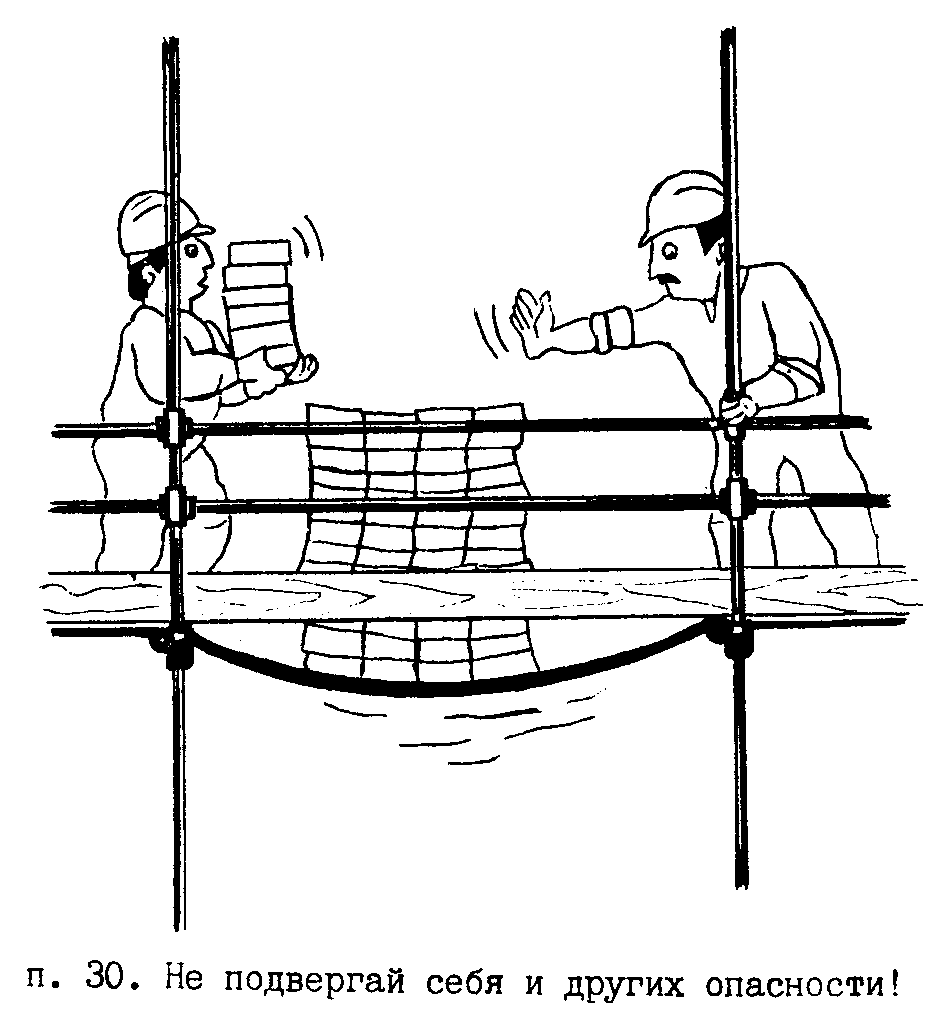 п. 30. Не подвергай себя и других опасности!